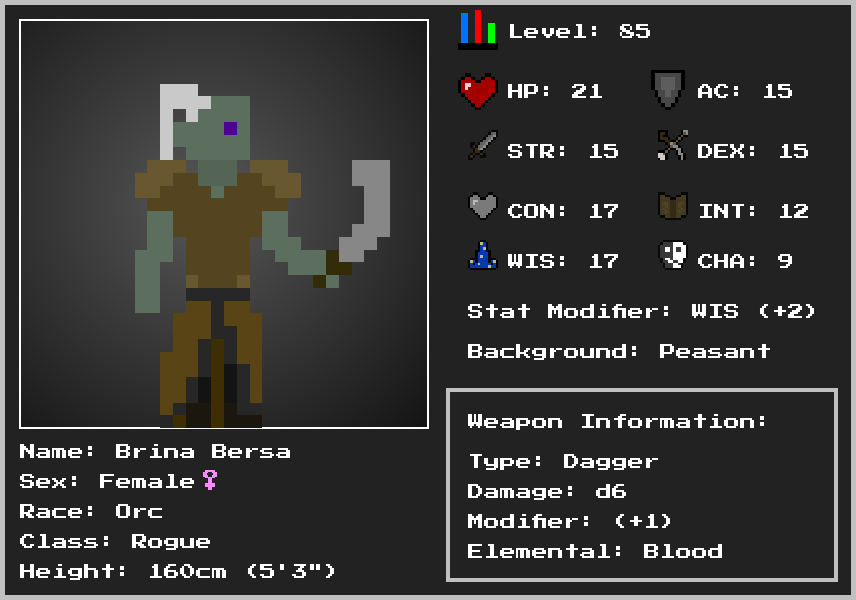 Level: 85
HP: 21 AC: 15
STR: 15 DEX: 15
CON: 17 INT: 12
WIS: 17 CHA: 9
Stat Modifier: WIS (+2)
Background: Peasant
Weapon Information:
Type: Dagger
Damage: d6
Modifier: (+1)
Elemental: Blood
Name: Brina Bersa
Sex: Female♀
Race: Orc
Class: Rogue
Height: 160cm (5'3")